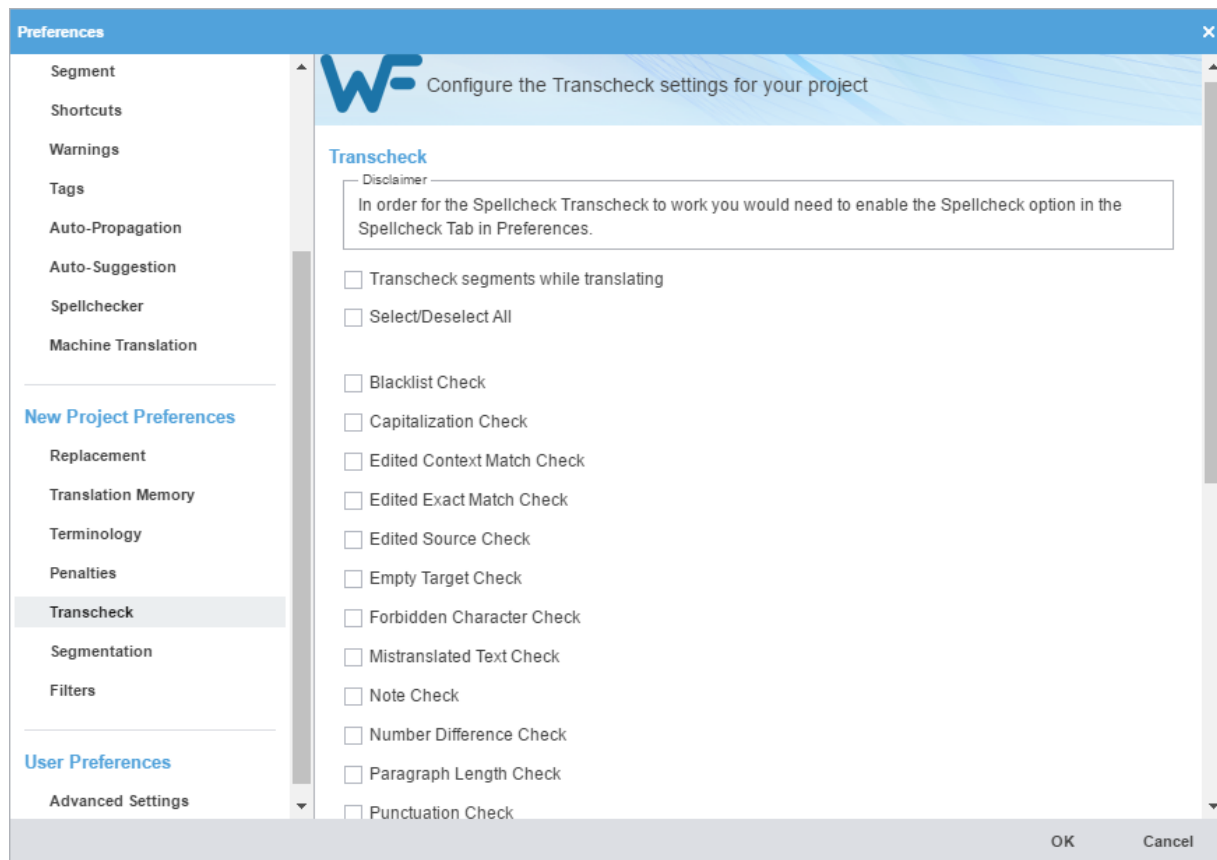 Preferences
Segment
Shortcuts
Warnings
Tags
Auto-Propagation
Auto-Suggestion
Spellchecker
Machine Translation
New Project Preferences
Replacement
Translation Memory
Terminology
Penalties
Transcheck
Segmentation
Filters
User Preferences
Advanced Settings
WF
Configure the Transcheck settings for your project
Transcheck
Disclaimer
In order for the Spellcheck Transcheck to work you would need to enable the Spellcheck option in the
Spellcheck Tab in Preferences.
Transcheck segments while translating
Select/Deselect All
Blacklist Check
Capitalization Check
Edited Context Match Check
Edited Exact Match Check
Edited Source Check
Empty Target Check
Forbidden Character Check
Mistranslated Text Check
Note Check
Number Difference Check
Paragraph Length Check
Punctuation Check
OK
Cancel